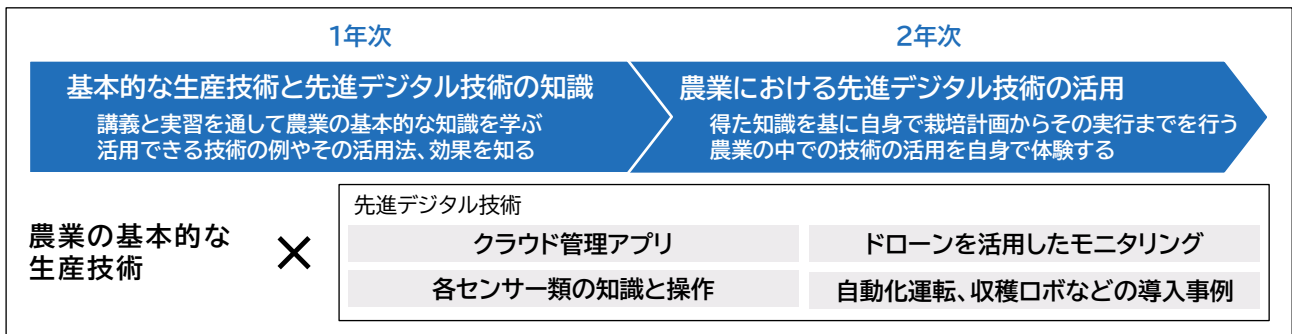 1年次
2年次
基本的な生産技術と先進デジタル技術の知識
講義と実習を通して農業の基本的な知識を学ぶ
活用できる技術の例やその活用法、効果を知る
農業における先進デジタル技術の活用
得た知識を基に自身で栽培計画からその実行までを行う
農業の中での技術の活用を自身で体験する
農業の基本的な
生産技術
×
先進デジタル技術
クラウド管理アプリ
ドローンを活用したモニタリング
各センサー類の知識と操作
自動化運転、収穫ロボなどの導入事例